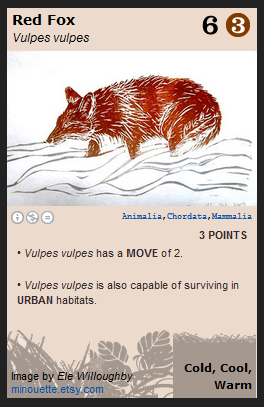 Red Fox
6 3
Vulpes vulpes
Animalia,Chordata,Mammalia
3 POINTS
• Vulpes vulpes has a MOVE of 2.
• Vulpes vulpes is also capable of surviving in
URBAN habitats.
Cold, Cool,
Warm
Image by Ele Willoughby
minouette.etsy.com